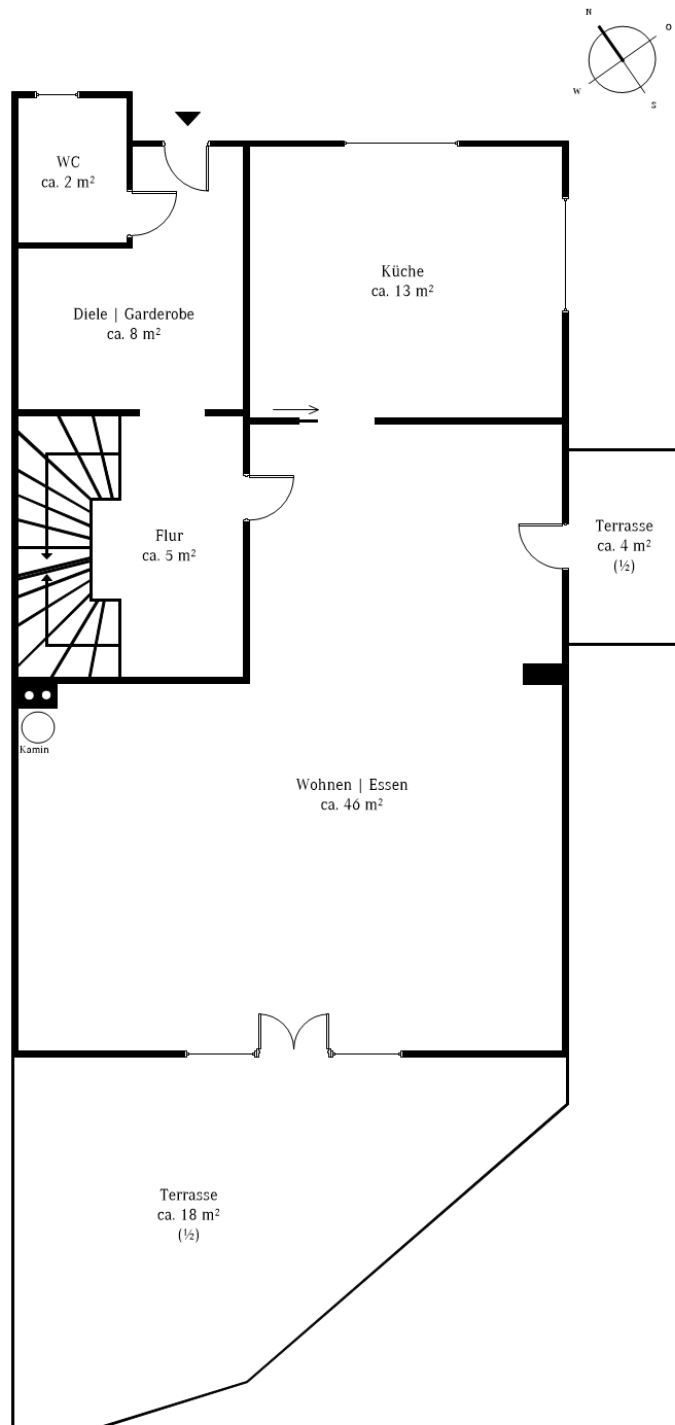 N
O
W
S
WC
ca. 2 m²
Küche
ca. 13 m²
Diele | Garderobe
ca. 8 m²
Flur
ca. 5 m²
Terrasse
ca. 4 m²
(½)
Kamin
Wohnen | Essen
ca. 46 m²
Terrasse
ca. 18 m²
(½)